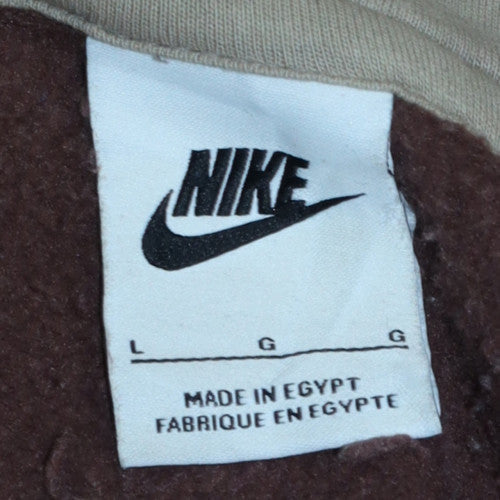 NIKE
L G G
MADE IN EGYPT
FABRIQUE EN EGYPTE